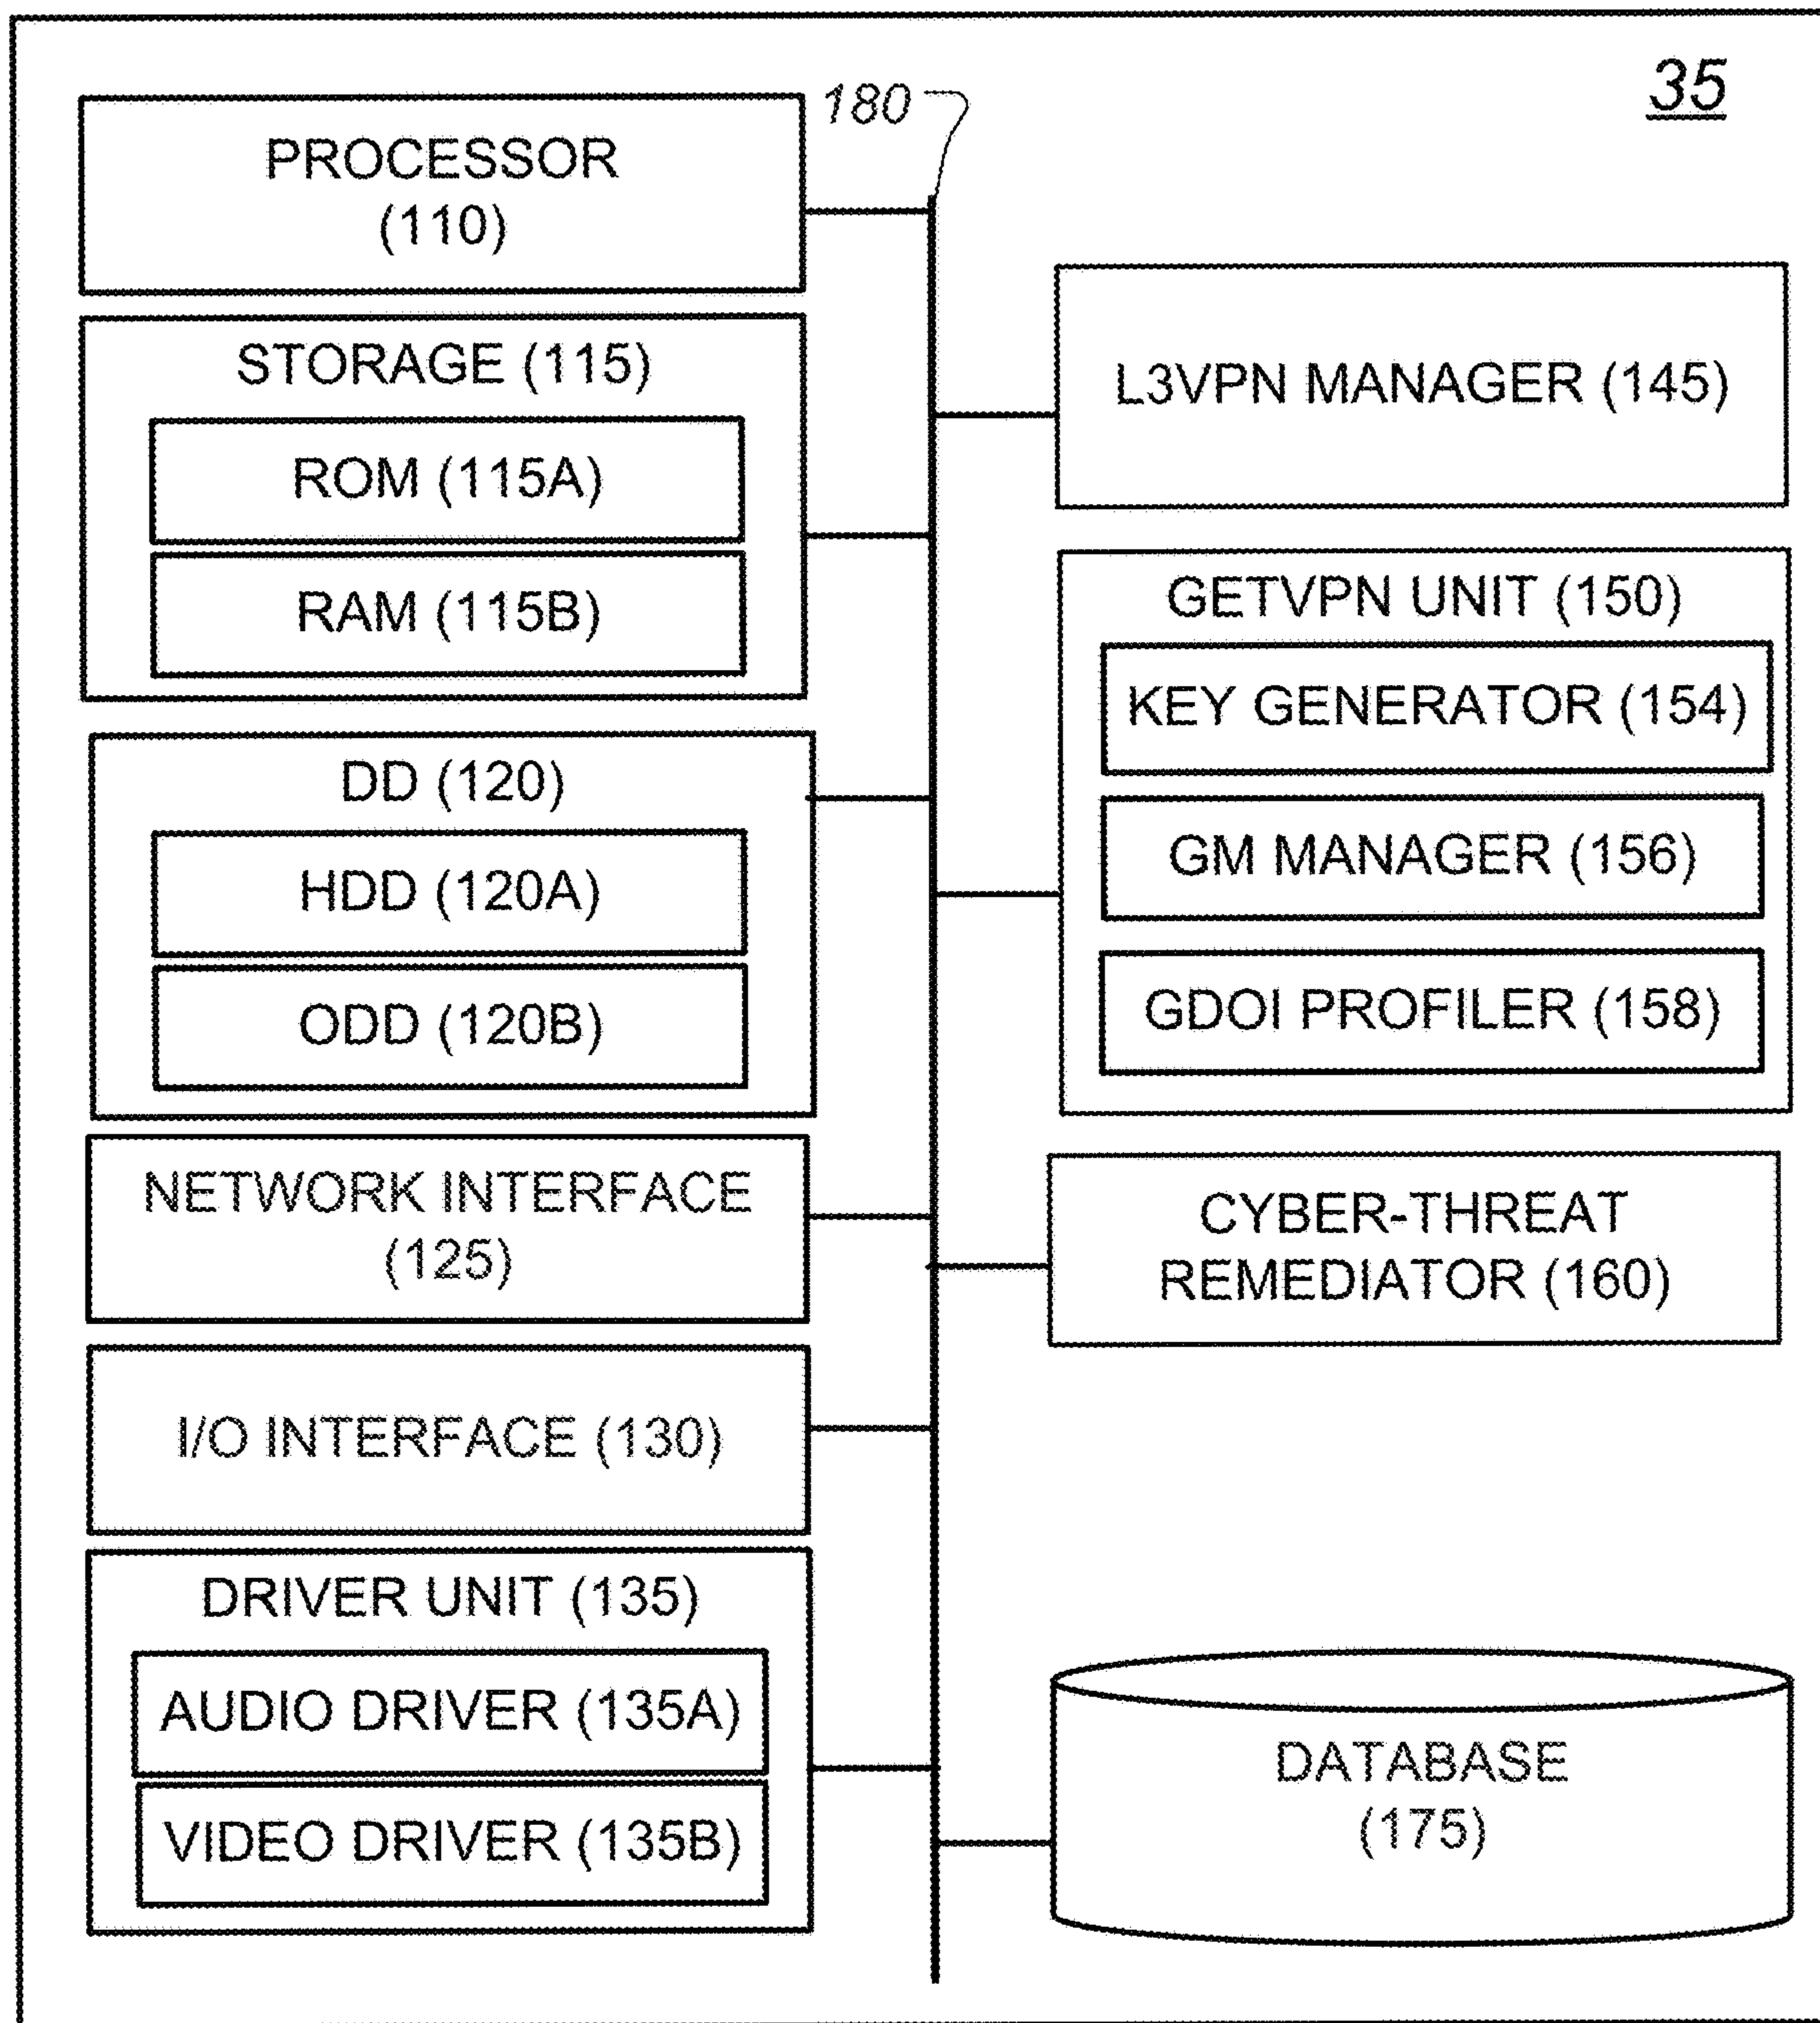 35
180
PROCESSOR
(110)
STORAGE (115)
ROM (115A)
RAM (115B)
DD (120)
HDD (120A)
ODD (120B)
NETWORK INTERFACE
(125)
I/O INTERFACE (130)
DRIVER UNIT (135)
AUDIO DRIVER (135A)
VIDEO DRIVER (135B)
L3VPN MANAGER (145)
GETVPN UNIT (150)
KEY GENERATOR (154)
GM MANAGER (156)
GDOI PROFILER (158)
CYBER-THREAT
REMEDIATOR (160)
DATABASE
(175)